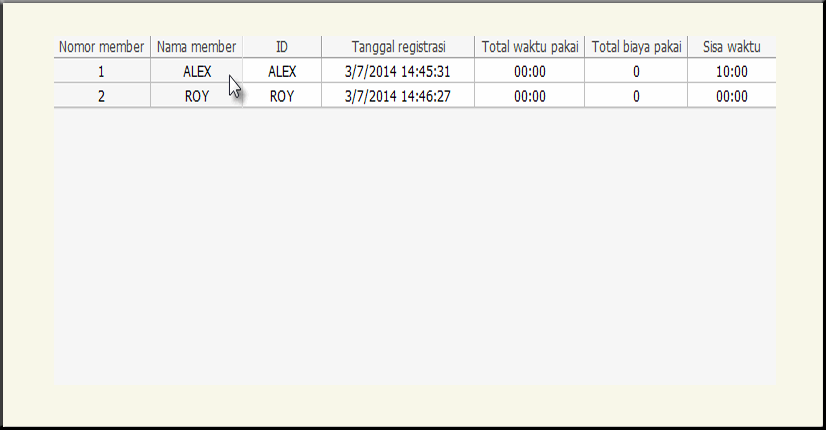 Nomor member Nama member ID Tanggal registrasi Total waktu pakai Total biaya pakai Sisa waktu
1 ALEX ALEX 3/7/2014 14:45:31 00:00 0 10:00
2 ROY ROY 3/7/2014 14:46:27 00:00 0 00:00